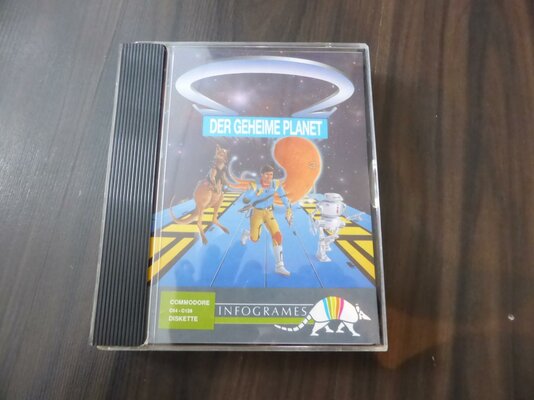 DER GEHEIME PLANET
COMMODORE
C64 - C128
DISKETTE
INFOGRAMES